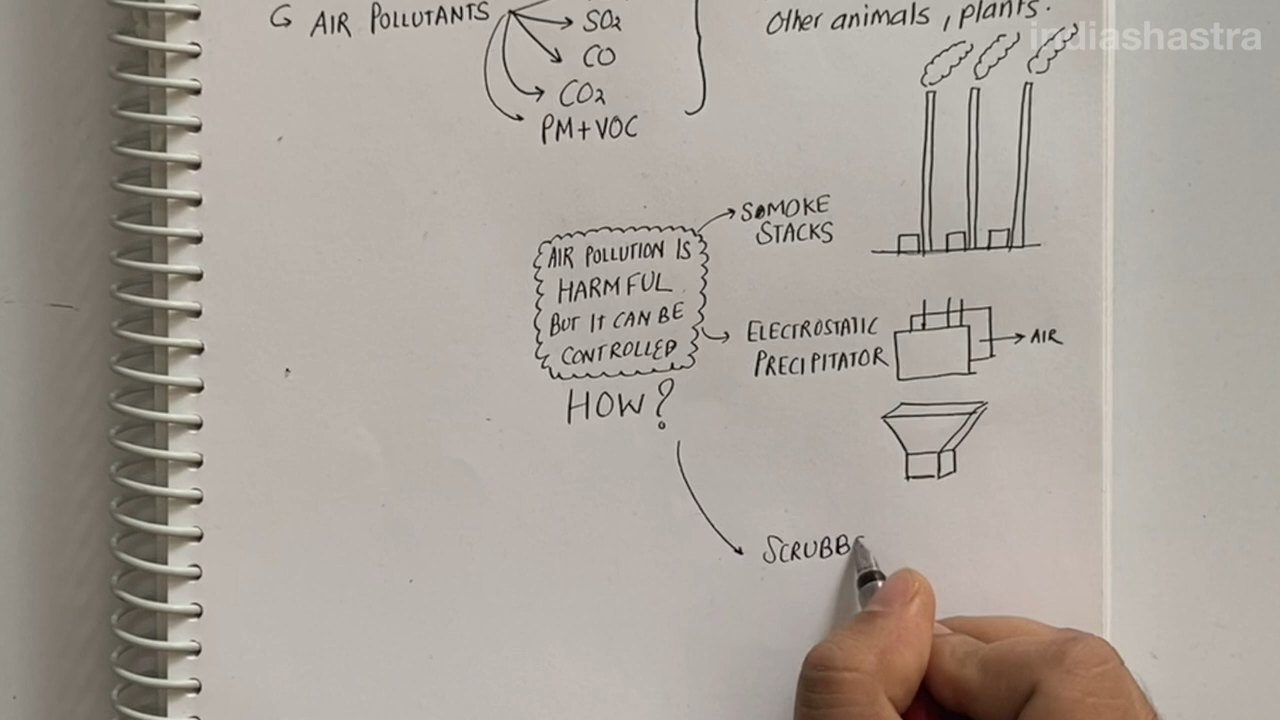 AIR POLLUTANTS
SO₂
CO
CO₂
PM+VOC
Other animals, plants.
indiashastra
AIR POLLUTION IS
HARMFUL
BUT IT CAN BE
CONTROLLED
HOW?
SMOKE
STACKS
ELECTROSTATIC
PRECIPITATOR
AIR
SCRUBB